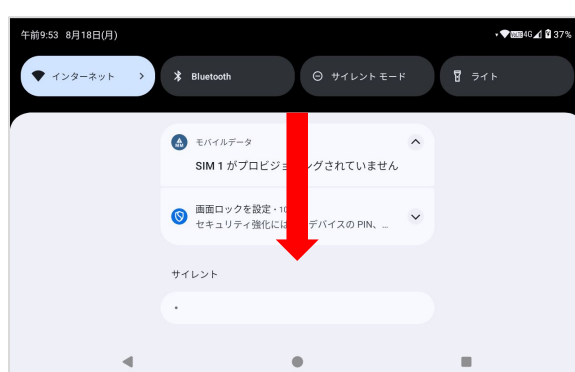 午前9:53 8月18日(月)
4G 37%
インターネット
Bluetooth
サイレント モード
ライト
モバイルデータ
SIM 1 がプロビジョ ングされていません
画面ロックを設定・10
セキュリティ強化には デバイスの PIN、...
サイレント